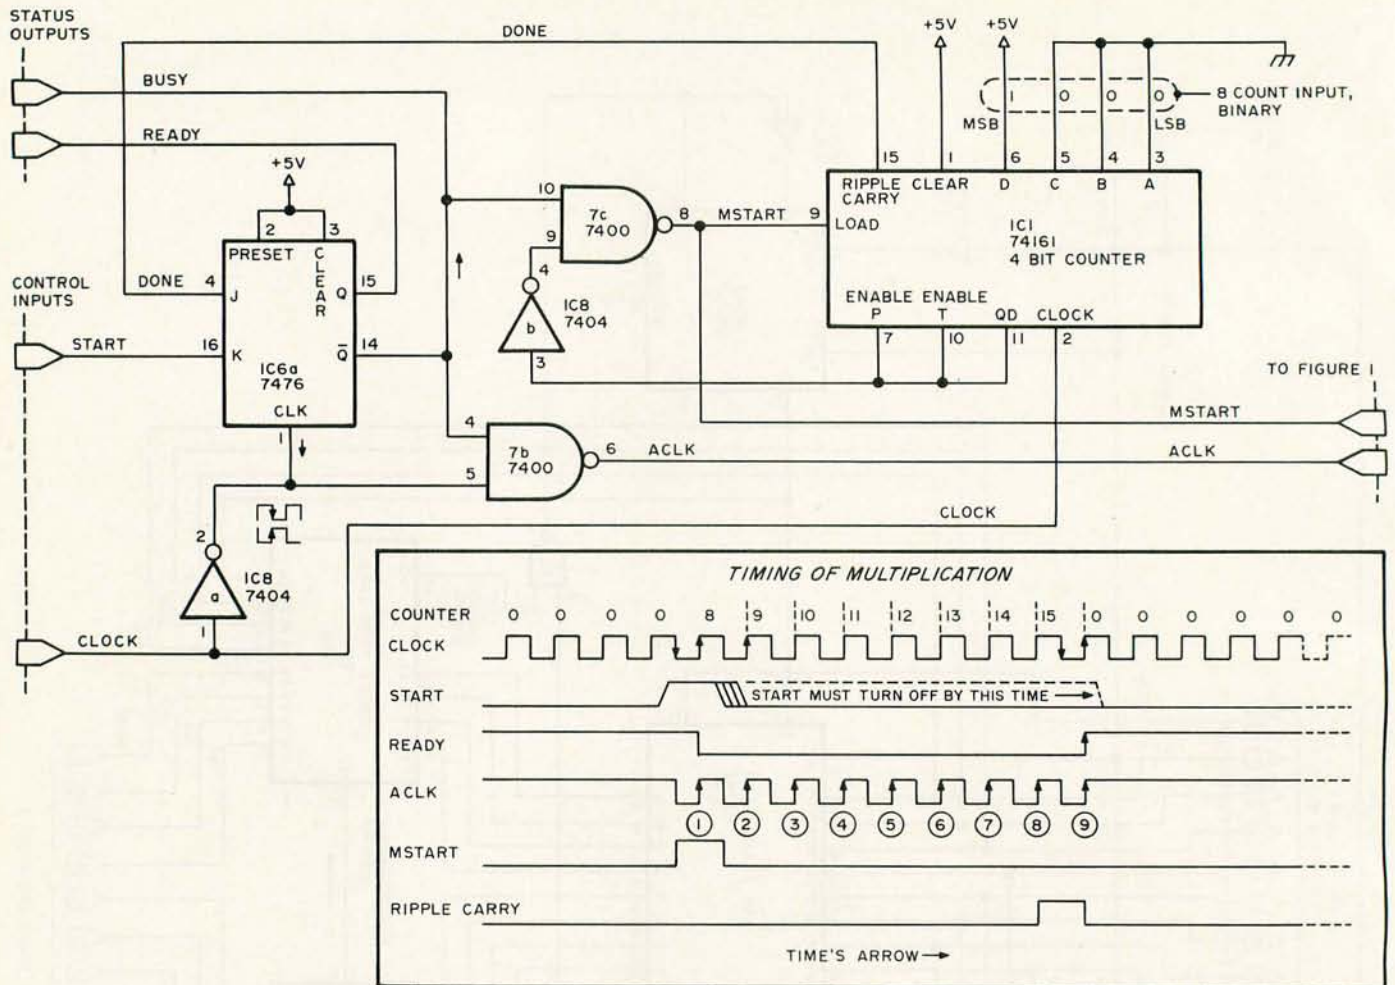 STATUS
OUTPUTS
DONE
+5V
+5V
BUSY
1 0 0 0
8 COUNT INPUT,
BINARY
MSB
LSB
READY
+5V
15 1 6 5 4 3
RIPPLE CLEAR D C B A
CARRY
10
7c
7400
8
MSTART
9
LOAD
9
IC1
74161
4 BIT COUNTER
2 3
PRESET
CLEAR
CONTROL
INPUTS
DONE
4
J
Q
15
4
b
IC8
7404
3
ENABLE ENABLE
P T QD CLOCK
7 10 11 2
START
16
K
Q̅
14
IC6a
7476
CLK
1
TO FIGURE 1
MSTART
4
7b
7400
6
ACLK
ACLK
5
CLOCK
2
a
IC8
7404
1
CLOCK
TIMING OF MULTIPLICATION
COUNTER 0 0 0 0 8 9 10 11 12 13 14 15 0 0 0 0 0 0
CLOCK
START
START MUST TURN OFF BY THIS TIME
READY
ACLK
1 2 3 4 5 6 7 8 9
MSTART
RIPPLE CARRY
TIME'S ARROW